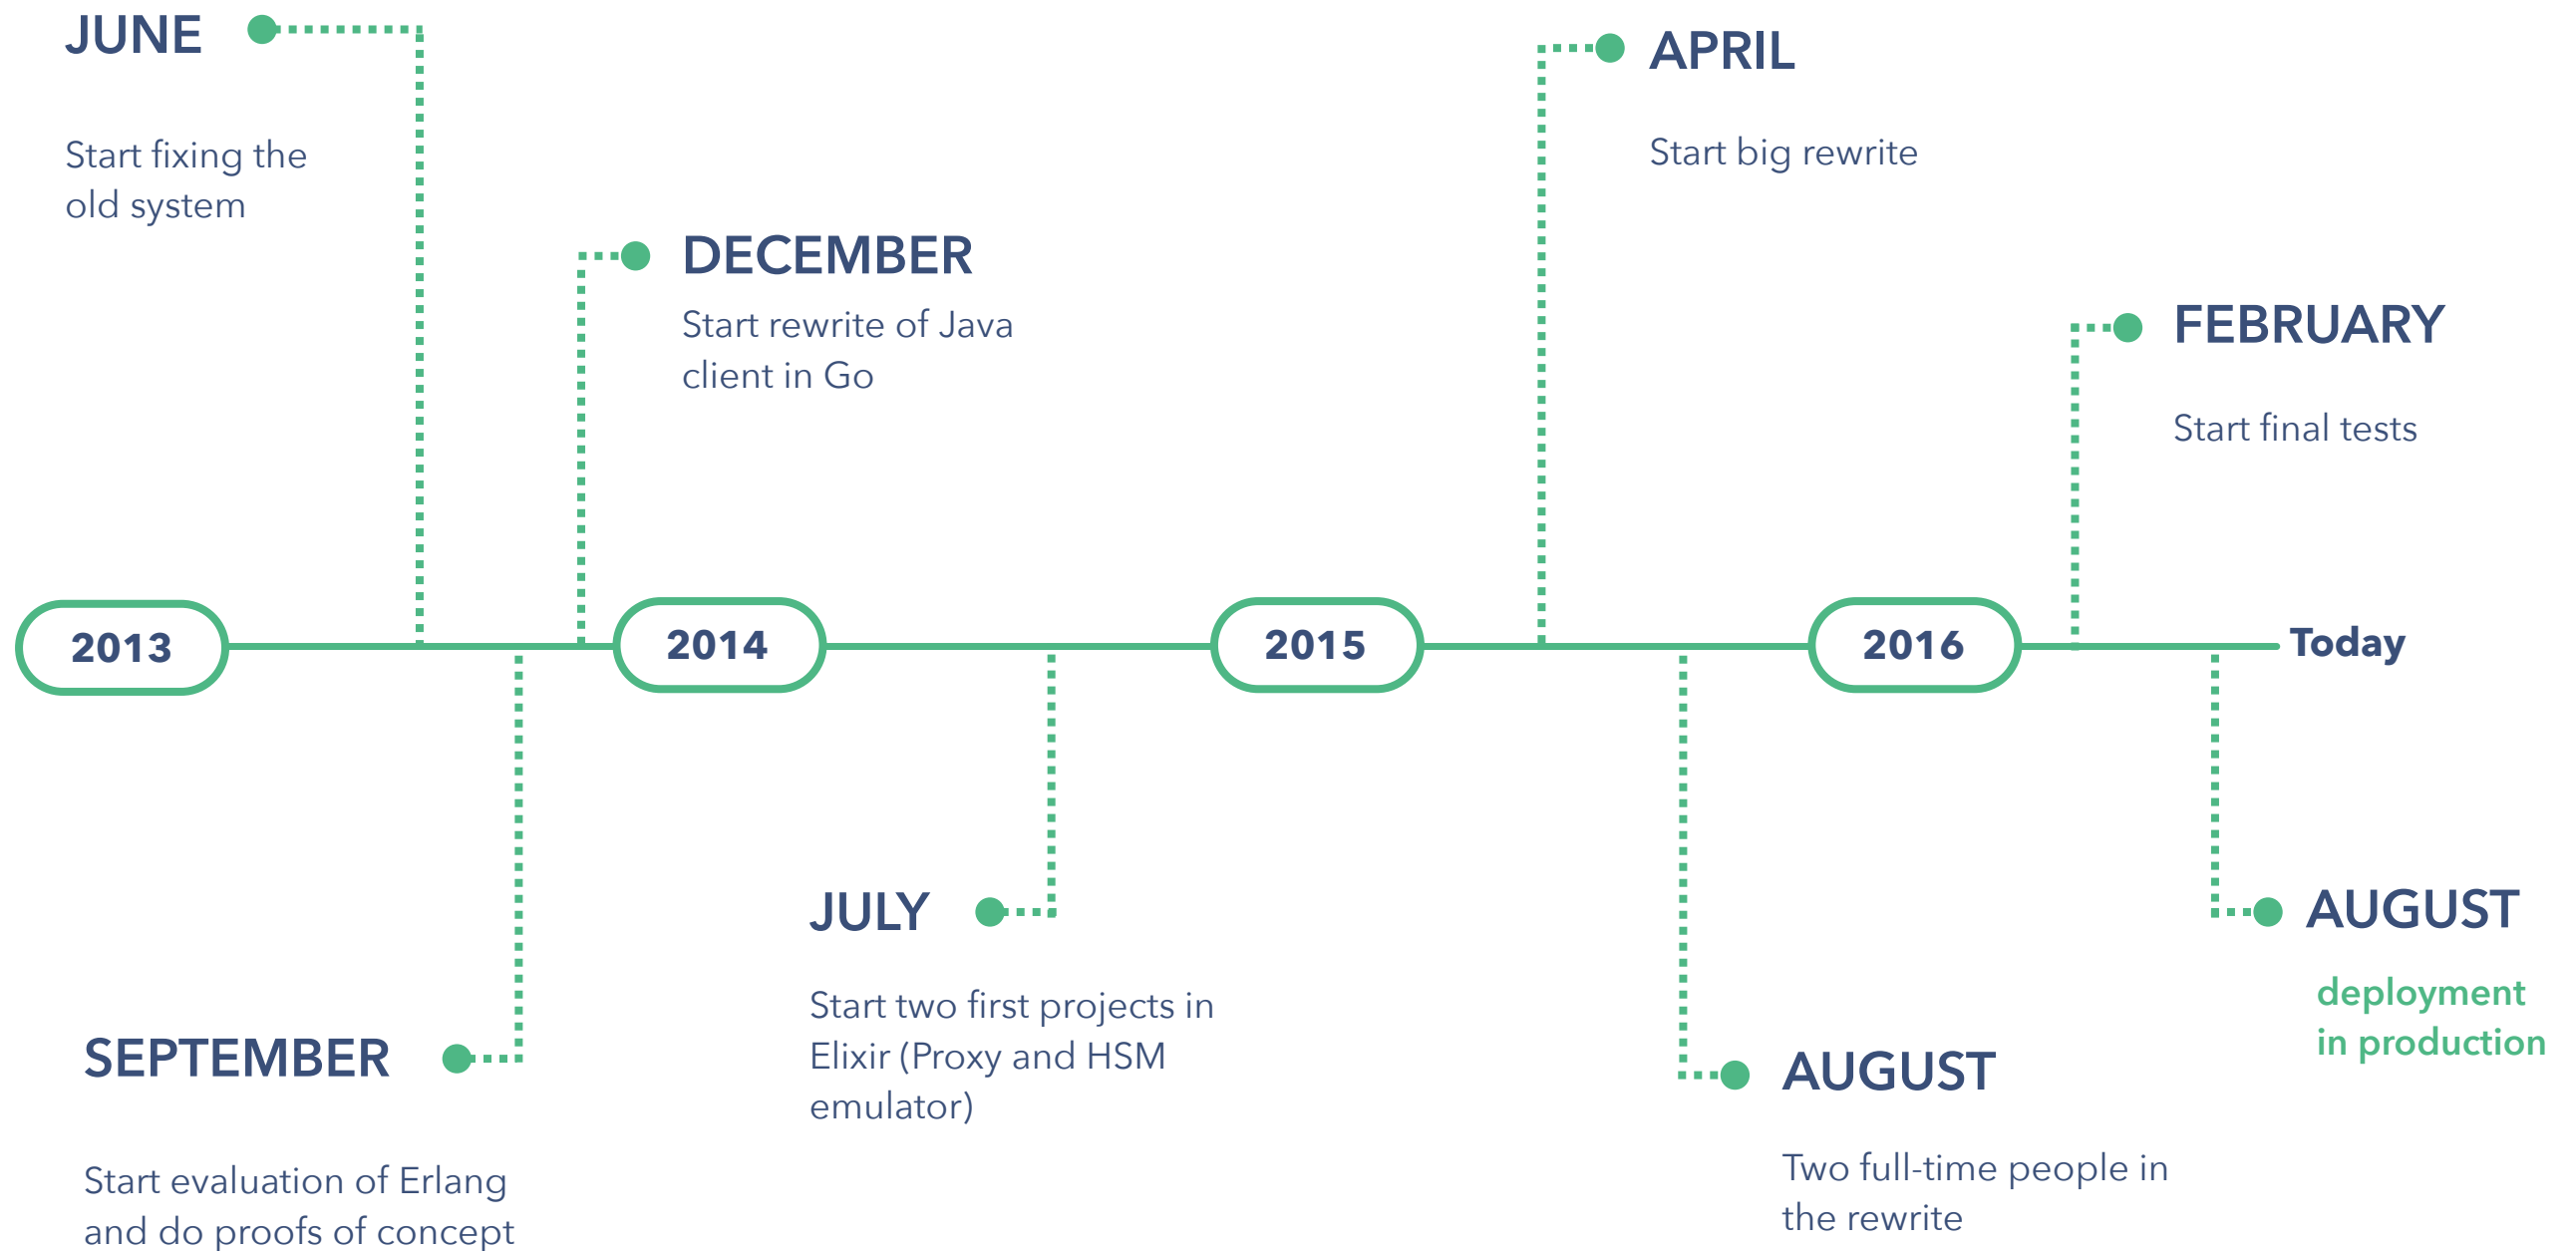 JUNE
Start fixing the
old system
DECEMBER
Start rewrite of Java
client in Go
APRIL
Start big rewrite
FEBRUARY
Start final tests
2013
2014
2015
2016
Today
SEPTEMBER
Start evaluation of Erlang
and do proofs of concept
JULY
Start two first projects in
Elixir (Proxy and HSM
emulator)
AUGUST
Two full-time people in
the rewrite
AUGUST
deployment
in production